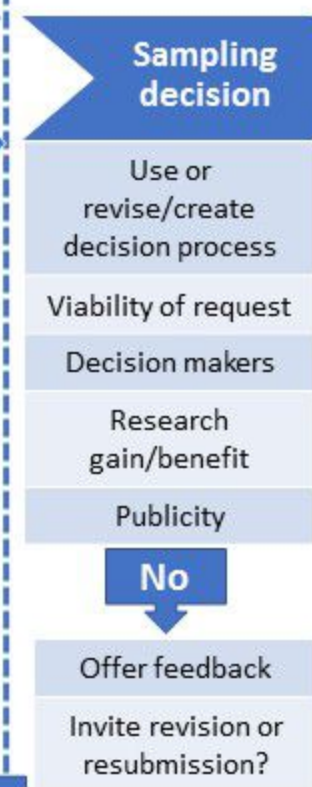 Sampling
decision
Use or
revise/create
decision process
Viability of request
Decision makers
Research
gain/benefit
Publicity
No
Offer feedback
Invite revision or
resubmission?